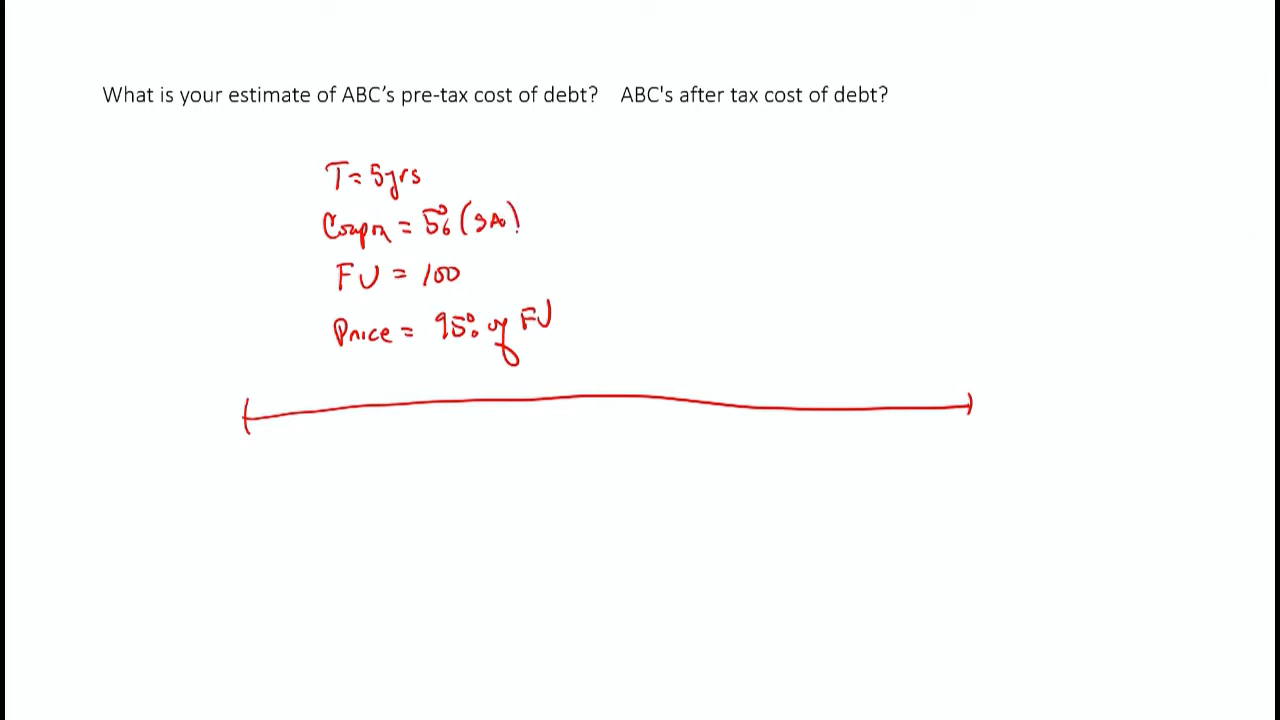 What is your estimate of ABC’s pre-tax cost of debt? ABC's after tax cost of debt?
T = 5yrs
Coupon = 5% (SA)
FV = 100
Price = 95% of FV